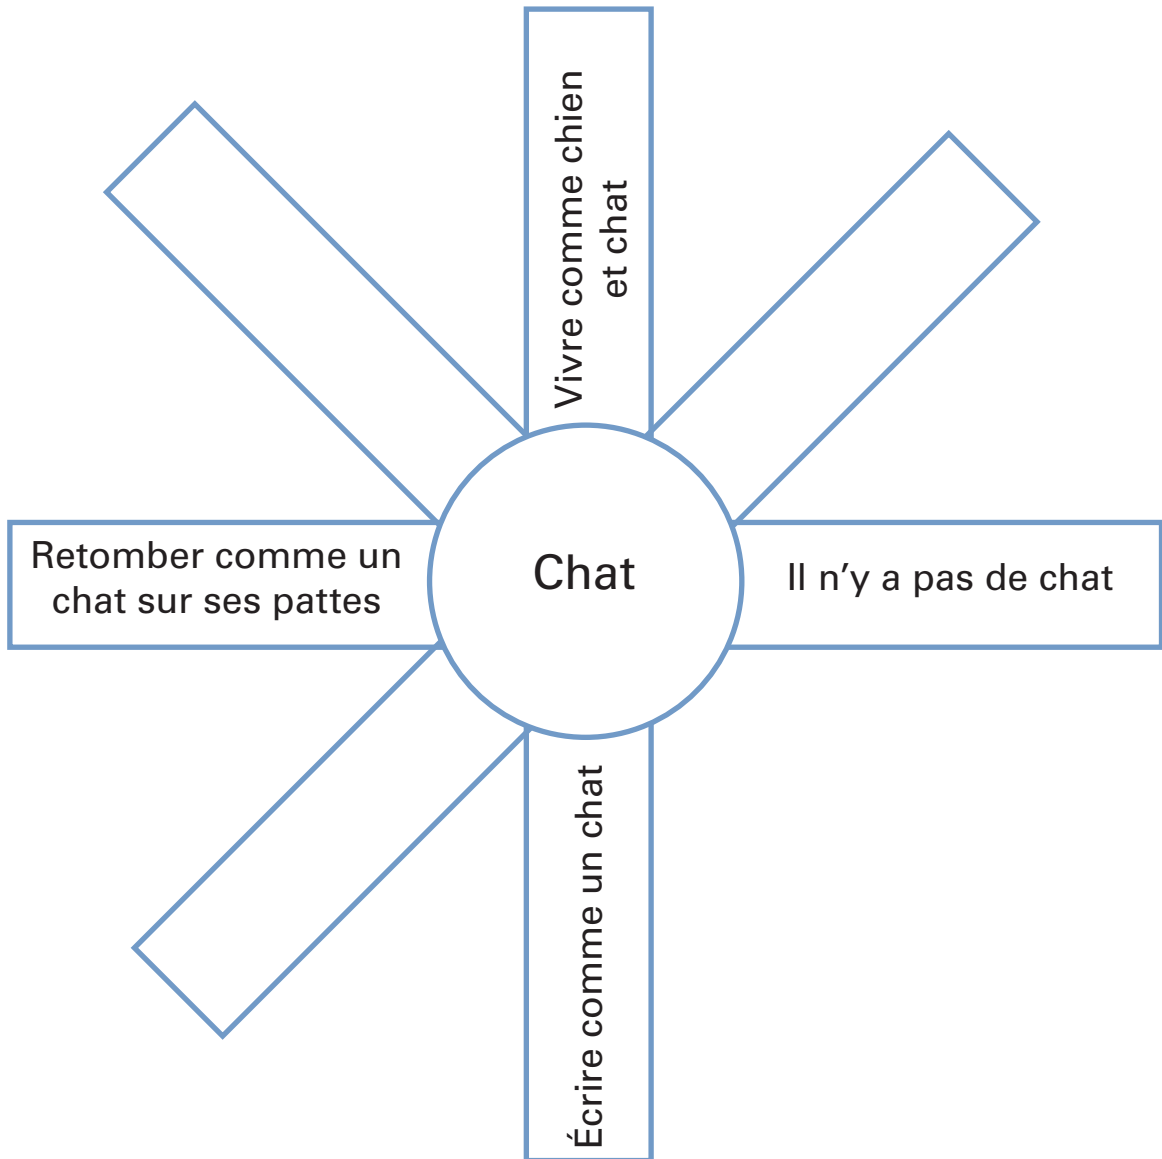 Vivre comme chien
et chat
Retomber comme un
chat sur ses pattes
Chat
Il n’y a pas de chat
Écrire comme un chat